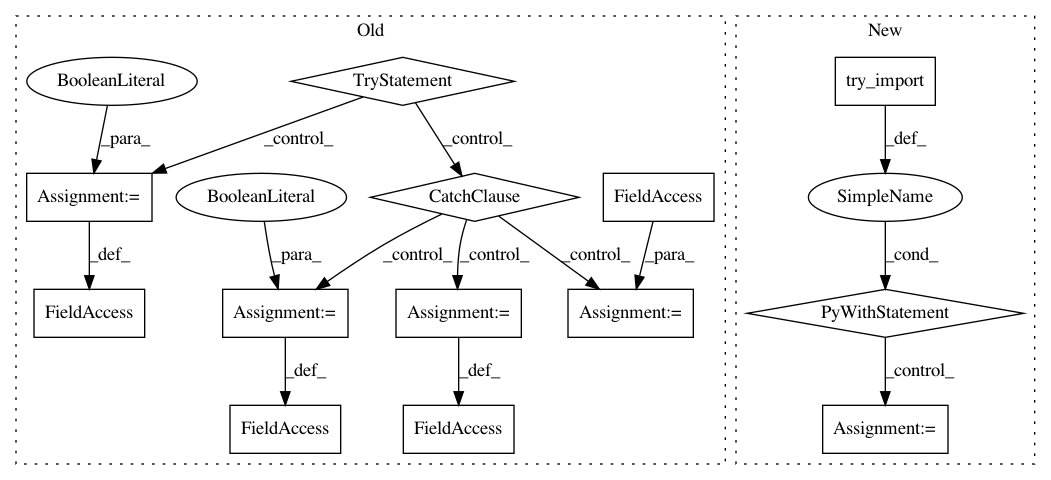 Old
New
BooleanLiteral
TryStatement
try_import
_para_
_control_
_control_
_def_
Assignment:=
BooleanLiteral
CatchClause
FieldAccess
SimpleName
_def_
_para_
_control_
_control_
_control_
_para_
_cond_
FieldAccess
Assignment:=
Assignment:=
Assignment:=
PyWithStatement
_def_
_def_
_control_
FieldAccess
FieldAccess
Assignment:=